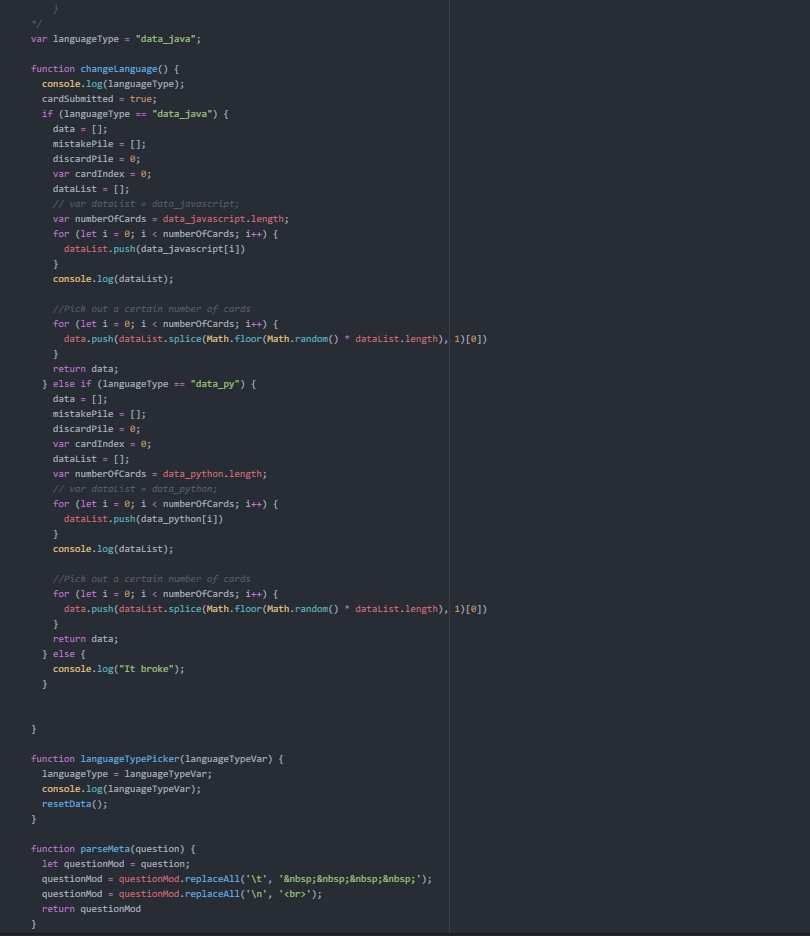 }
*/
var languageType = "data_java";

function changeLanguage() {
  console.log(languageType);
  cardSubmitted = true;
  if (languageType == "data_java") {
    data = [];
    mistakePile = [];
    discardPile = 0;
    var cardIndex = 0;
    dataList = [];
    // var dataList = data_javascript;
    var numberOfCards = data_javascript.length;
    for (let i = 0; i < numberOfCards; i++) {
      dataList.push(data_javascript[i])
    }
    console.log(dataList);

    //Pick out a certain number of cards
    for (let i = 0; i < numberOfCards; i++) {
      data.push(dataList.splice(Math.floor(Math.random() * dataList.length), 1)[0])
    }
    return data;
  } else if (languageType == "data_py") {
    data = [];
    mistakePile = [];
    discardPile = 0;
    var cardIndex = 0;
    dataList = [];
    var numberOfCards = data_python.length;
    // var dataList = data_python;
    for (let i = 0; i < numberOfCards; i++) {
      dataList.push(data_python[i])
    }
    console.log(dataList);

    //Pick out a certain number of cards
    for (let i = 0; i < numberOfCards; i++) {
      data.push(dataList.splice(Math.floor(Math.random() * dataList.length), 1)[0])
    }
    return data;
  } else {
    console.log("It broke");
  }


}

function languageTypePicker(languageTypeVar) {
  languageType = languageTypeVar;
  console.log(languageTypeVar);
  resetData();
}

function parseMeta(question) {
  let questionMod = question;
  questionMod = questionMod.replaceAll('\t', '&nbsp;&nbsp;&nbsp;&nbsp;');
  questionMod = questionMod.replaceAll('\n', '<br>');
  return questionMod
}